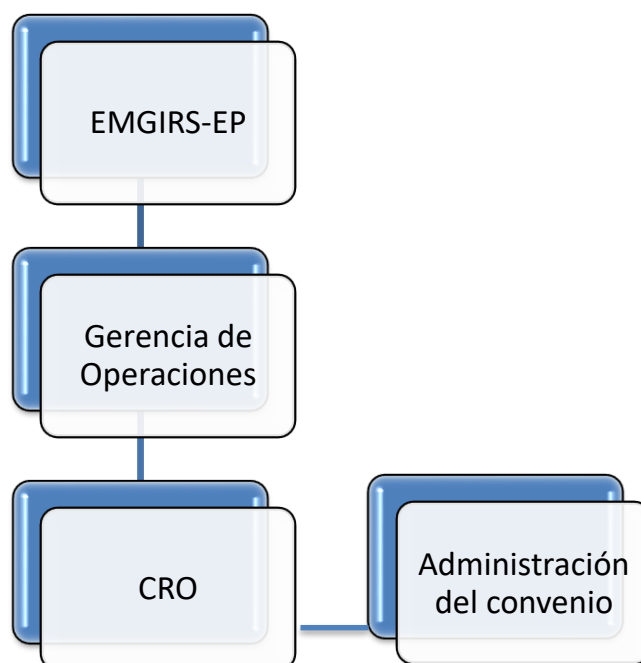 EMGIRS-EP
Gerencia de
Operaciones
CRO
Administración
del convenio